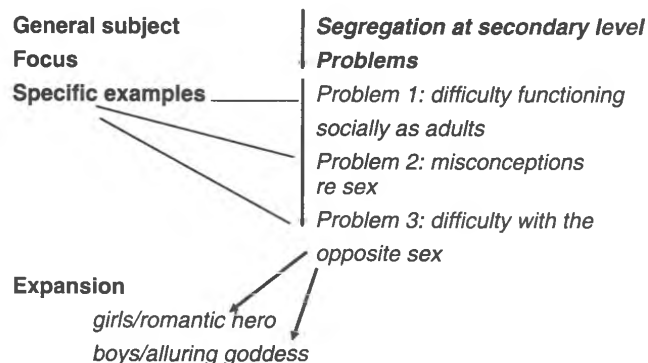 General subject Segregation at secondary level
Focus Problems
Specific examples Problem 1: difficulty functioning
socially as adults
Problem 2: misconceptions
re sex
Problem 3: difficulty with the
opposite sex
Expansion
girls/romantic hero
boys/alluring goddess